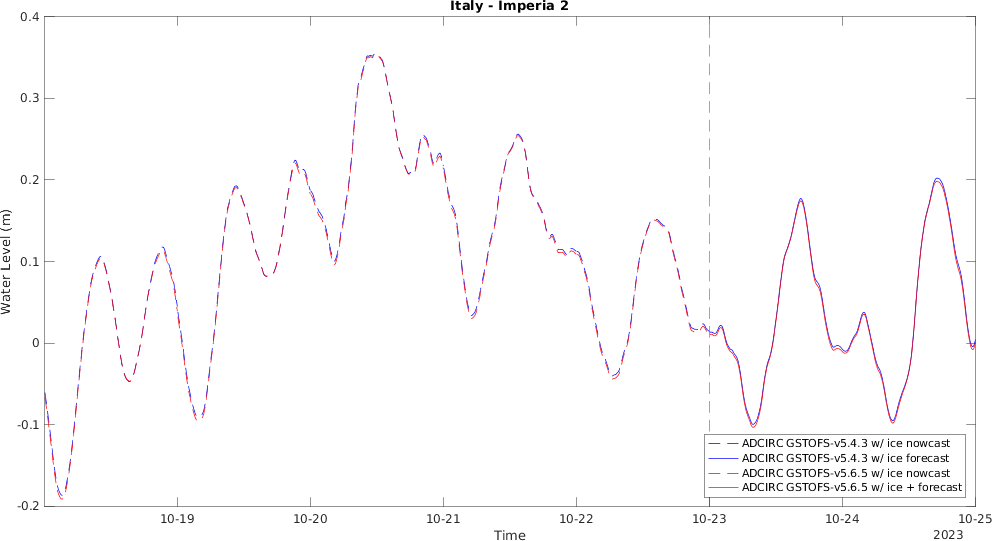 Italy - Imperia 2
0.4
0.3
0.2
0.1
0
-0.1
-0.2
Water Level (m)
10-19
10-20
10-21
10-22
10-23
10-24
10-25
Time
2023
ADCIRC GSTOFS-v5.4.3 w/ ice nowcast
ADCIRC GSTOFS-v5.4.3 w/ ice forecast
ADCIRC GSTOFS-v5.6.5 w/ ice nowcast
ADCIRC GSTOFS-v5.6.5 w/ ice + forecast